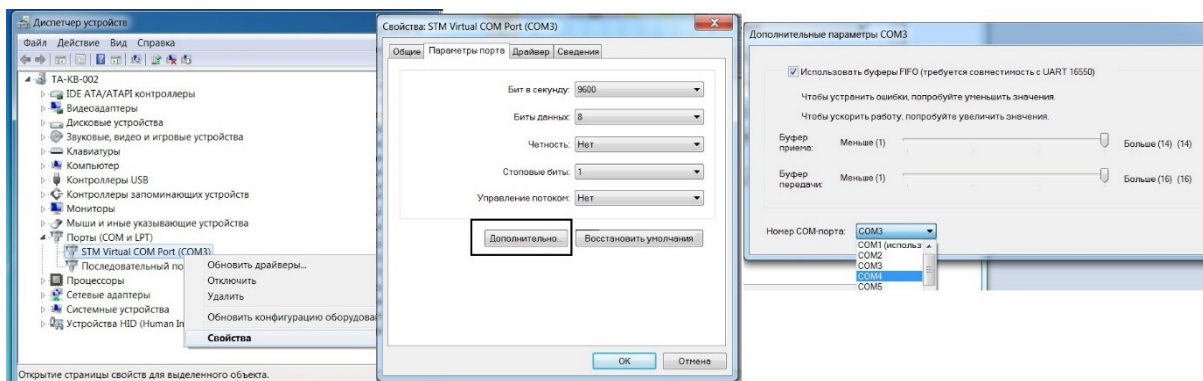 Диспетчер устройств
Файл Действие Вид Справка
TA-KB-002
IDE ATA/ATAPI контроллеры
Видеоадаптеры
Дисковые устройства
Звуковые, видео и игровые устройства
Клавиатуры
Компьютер
Контроллеры USB
Контроллеры запоминающих устройств
Мониторы
Мыши и иные указывающие устройства
Порты (COM и LPT)
STM Virtual COM Port (COM3)
Последовательный по
Процессоры
Сетевые адаптеры
Системные устройства
Устройства HID (Human In
Обновить драйверы...
Отключить
Удалить
Обновить конфигурацию оборудова
Свойства
Открытие страницы свойств для выделенного объекта.
Свойства: STM Virtual COM Port (COM3)
Общие Параметры порта Драйвер Сведения
Бит в секунду: 9600
Биты данных: 8
Четность: Нет
Стоповые биты: 1
Управление потоком: Нет
Дополнительно... Восстановить умолчания
OK Отмена
Дополнительные параметры COM3
Использовать буферы FIFO (требуется совместимость с UART 16550)
Чтобы устранить ошибки, попробуйте уменьшить значения.
Чтобы ускорить работу, попробуйте увеличить значения.
Буфер приема: Меньше (1) Больше (14) (14)
Буфер передачи: Меньше (1) Больше (16) (16)
Номер COM-порта: COM3
COM1 (использ
COM2
COM3
COM4
COM5